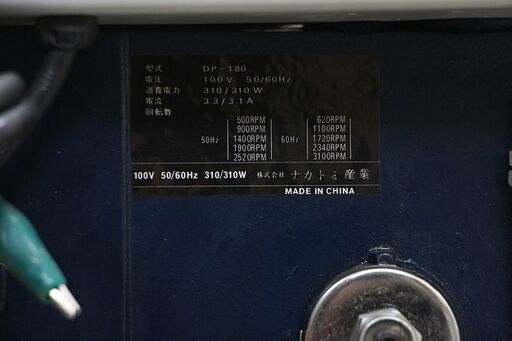 型式 DP-180
電圧 100V 50/60Hz
消費電力 310/310W
電流 3.3/3.1A
回転数
50Hz 500RPM 900RPM 1400RPM 1900RPM 2520RPM
60Hz 620RPM 1100RPM 1720RPM 2340RPM 3100RPM
100V 50/60Hz 310/310W 株式会社 ナカトミ産業
MADE IN CHINA